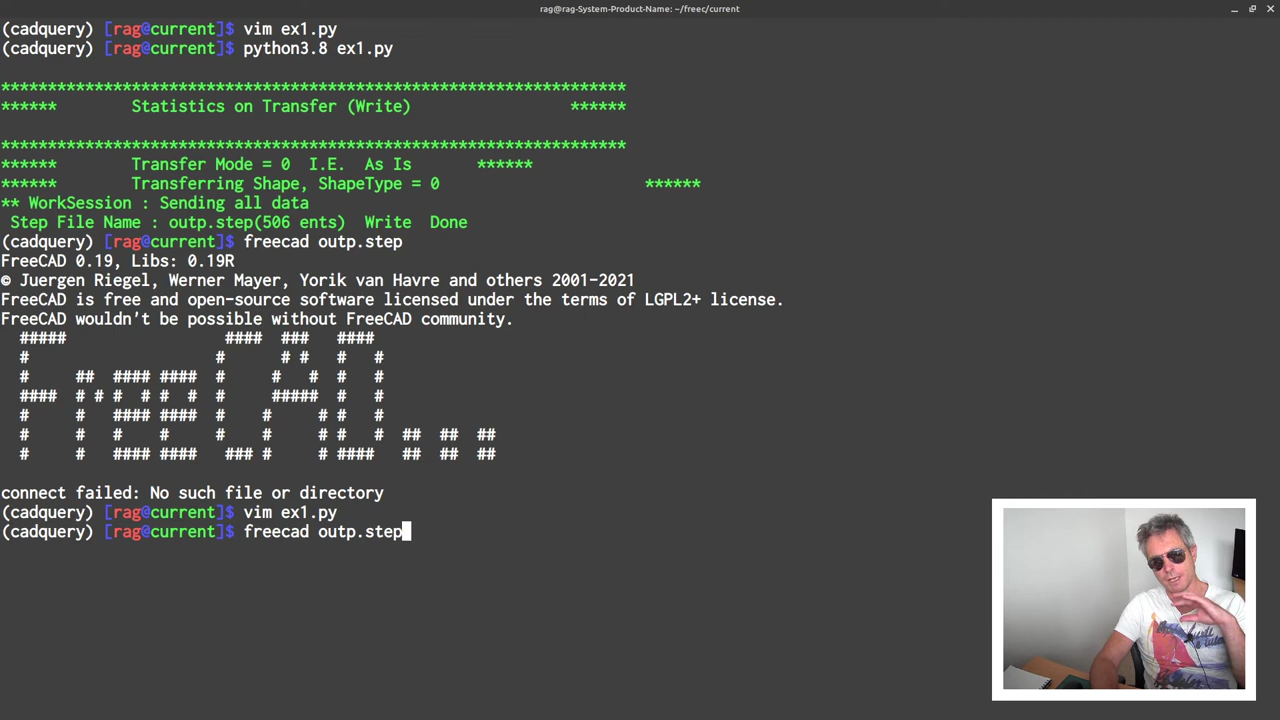 rag@rag-System-Product-Name: ~/freec/current
(cadquery) [rag@current]$ vim ex1.py
(cadquery) [rag@current]$ python3.8 ex1.py
*******************************************************************
****** Statistics on Transfer (Write) ******
*******************************************************************
****** Transfer Mode = 0 I.E. As Is ******
****** Transferring Shape, ShapeType = 0 ******
** WorkSession : Sending all data
Step File Name : outp.step(506 ents) Write Done
(cadquery) [rag@current]$ freecad outp.step
FreeCAD 0.19, Libs: 0.19R
© Juergen Riegel, Werner Mayer, Yorik van Havre and others 2001-2021
FreeCAD is free and open-source software licensed under the terms of LGPL2+ license.
FreeCAD wouldn't be possible without FreeCAD community.
  #####                 ####  ###   ####
  #                    #      # #   #   #
  #     ##  #### ####  #     #   #  #   #
  ####  # # #  # #  #  #     #####  #   #
  #     #   #### ####  #    #     # #   #
  #     #   #    #     #    #     # #   #  ##  ##  ##
  #     #   #### ####   ### #     # ####   ##  ##  ##
connect failed: No such file or directory
(cadquery) [rag@current]$ vim ex1.py
(cadquery) [rag@current]$ freecad outp.step